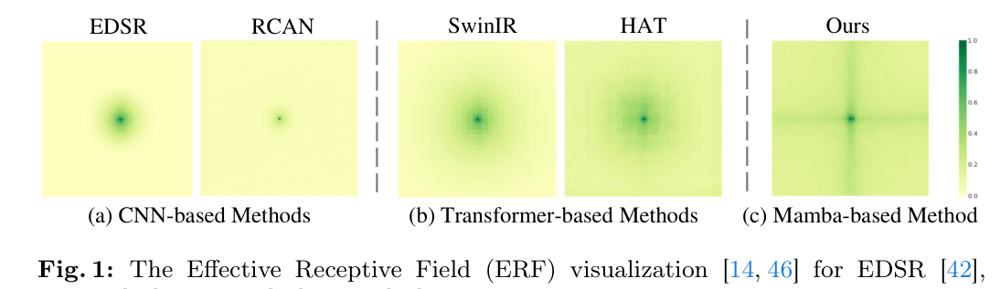 EDSR RCAN SwinIR HAT Ours
1.0
0.8
0.6
0.4
0.2
0.0
(a) CNN-based Methods (b) Transformer-based Methods (c) Mamba-based Method
Fig. 1: The Effective Receptive Field (ERF) visualization [14, 46] for EDSR [42],